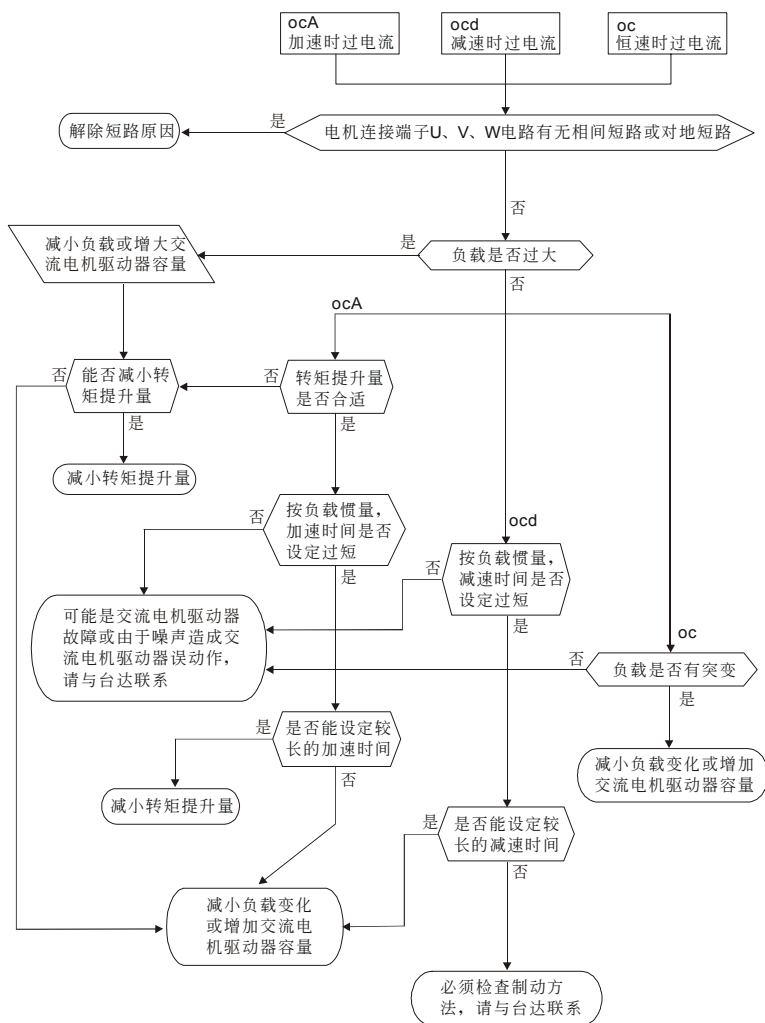 ocA
加速时过电流
ocd
减速时过电流
oc
恒速时过电流
是
解除短路原因
电机连接端子U、V、W电路有无相间短路或对地短路
否
减小负载或增大交
流电机驱动器容量
是
负载是否过大
否
ocA
否
能否减小转
矩提升量
否
转矩提升量
是否合适
是
是
减小转矩提升量
否
按负载惯量，
加速时间是否
设定过短
ocd
是
否
按负载惯量，
减速时间是否
设定过短
可能是交流电机驱动器
故障或由于噪声造成交
流电机驱动器误动作，
请与台达联系
是
oc
否
负载是否有突变
是
是
是否能设定较
长的加速时间
否
减小负载变化或增加
交流电机驱动器容量
减小转矩提升量
是
是否能设定较
长的减速时间
否
减小负载变化
或增加交流电
机驱动器容量
必须检查制动方
法，请与台达联系